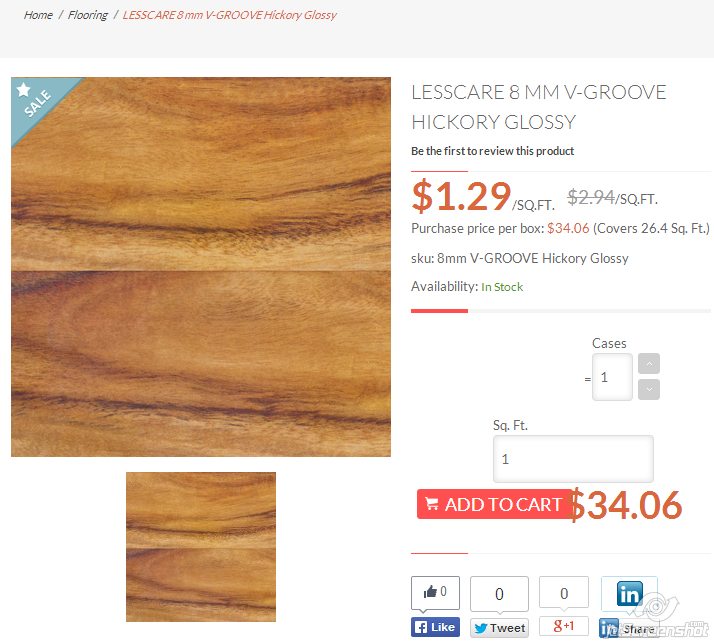 Home / Flooring / LESSCARE 8 mm V-GROOVE Hickory Glossy
SALE
LESSCARE 8 MM V-GROOVE
HICKORY GLOSSY
Be the first to review this product
$1.29/SQ.FT. $2.94/SQ.FT.
Purchase price per box: $34.06 (Covers 26.4 Sq. Ft.)
sku: 8mm V-GROOVE Hickory Glossy
Availability: In Stock
Cases
= 1
Sq. Ft.
1
ADD TO CART $34.06
0 0 0 in
Like Tweet g+1 in Share